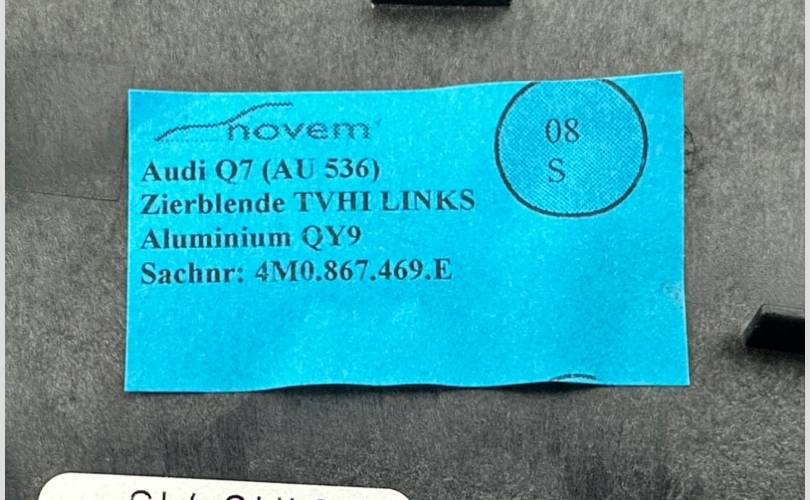 novem
08
S
Audi Q7 (AU 536)
Zierblende TVHI LINKS
Aluminium QY9
Sachnr: 4M0.867.469.E